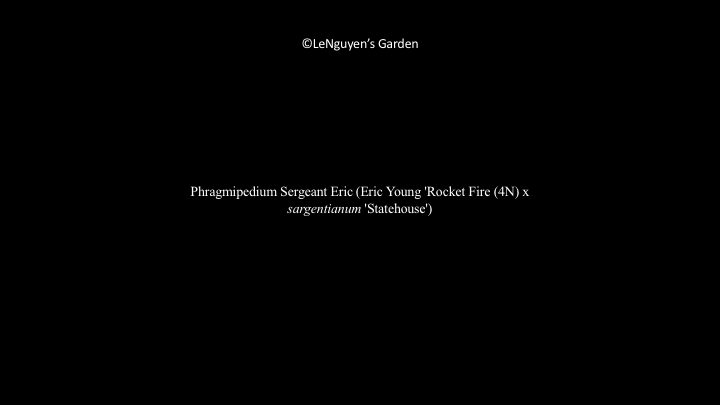 ©LeNguyen’s Garden
Phragmipedium Sergeant Eric (Eric Young 'Rocket Fire (4N) x
sargentianum 'Statehouse')